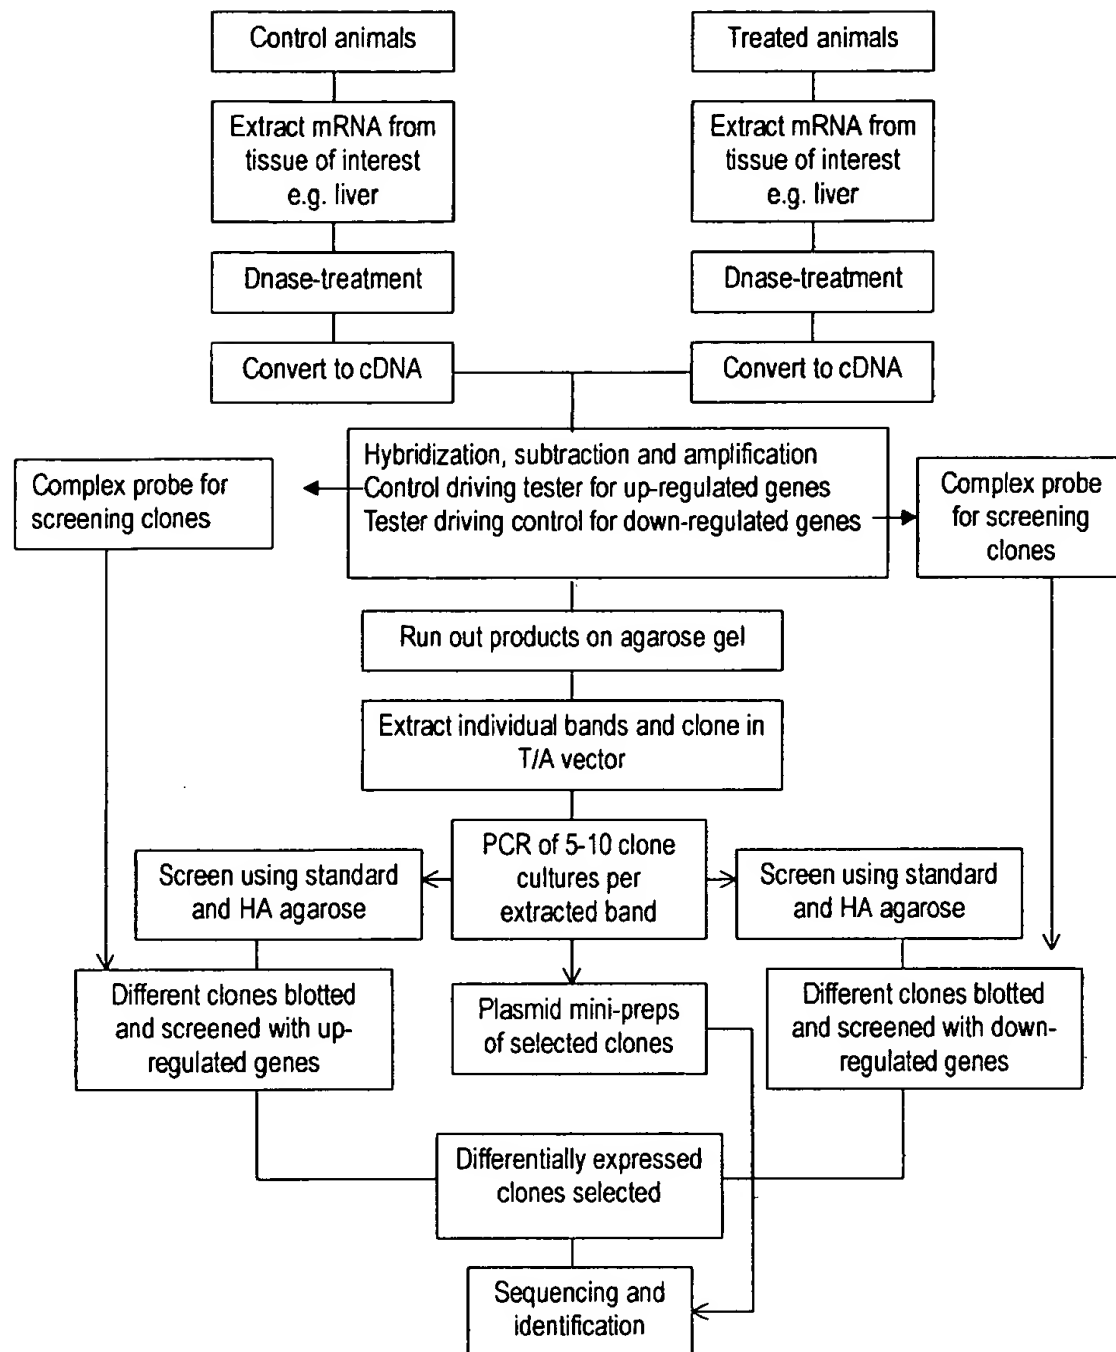 Control animals
Treated animals
Extract mRNA from
tissue of interest
e.g. liver
Extract mRNA from
tissue of interest
e.g. liver
Dnase-treatment
Dnase-treatment
Convert to cDNA
Convert to cDNA
Hybridization, subtraction and amplification
Control driving tester for up-regulated genes
Tester driving control for down-regulated genes
Complex probe for
screening clones
Complex probe
for screening
clones
Run out products on agarose gel
Extract individual bands and clone in
T/A vector
PCR of 5-10 clone
cultures per
extracted band
Screen using standard
and HA agarose
Screen using standard
and HA agarose
Different clones blotted
and screened with up-
regulated genes
Plasmid mini-preps
of selected clones
Different clones blotted
and screened with down-
regulated genes
Differentially expressed
clones selected
Sequencing and
identification